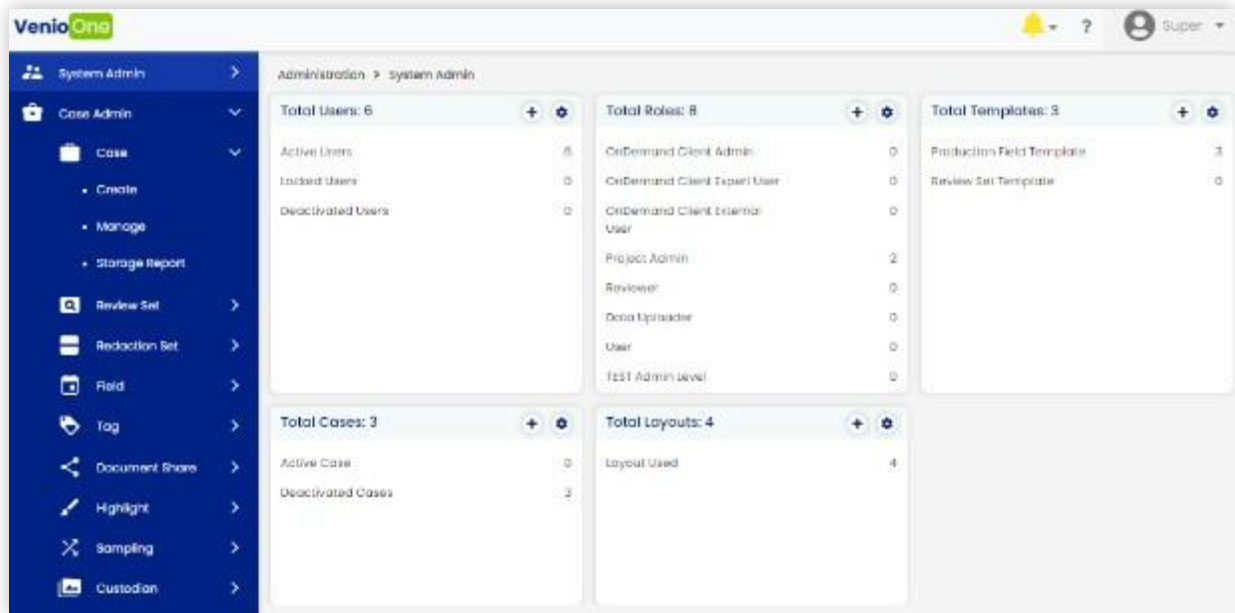 VenioOne
?
Super
System Admin
Case Admin
Case
Create
Manage
Storage Report
Review Set
Redaction Set
Field
Tag
Document Share
Highlight
Sampling
Custodian
Administration > System Admin
Total Users: 6
Active Users 6
Locked Users 0
Deactivated Users 0
Total Roles: 8
OnDemand Client Admin 0
OnDemand Client Expert User 0
OnDemand Client External 0
User
Project Admin 2
Reviewer 0
Data Uploader 0
User 0
TEST Admin Level 0
Total Templates: 3
Production Field Template 3
Review Set Template 0
Total Cases: 3
Active Case 0
Deactivated Cases 3
Total Layouts: 4
Layout Used 4